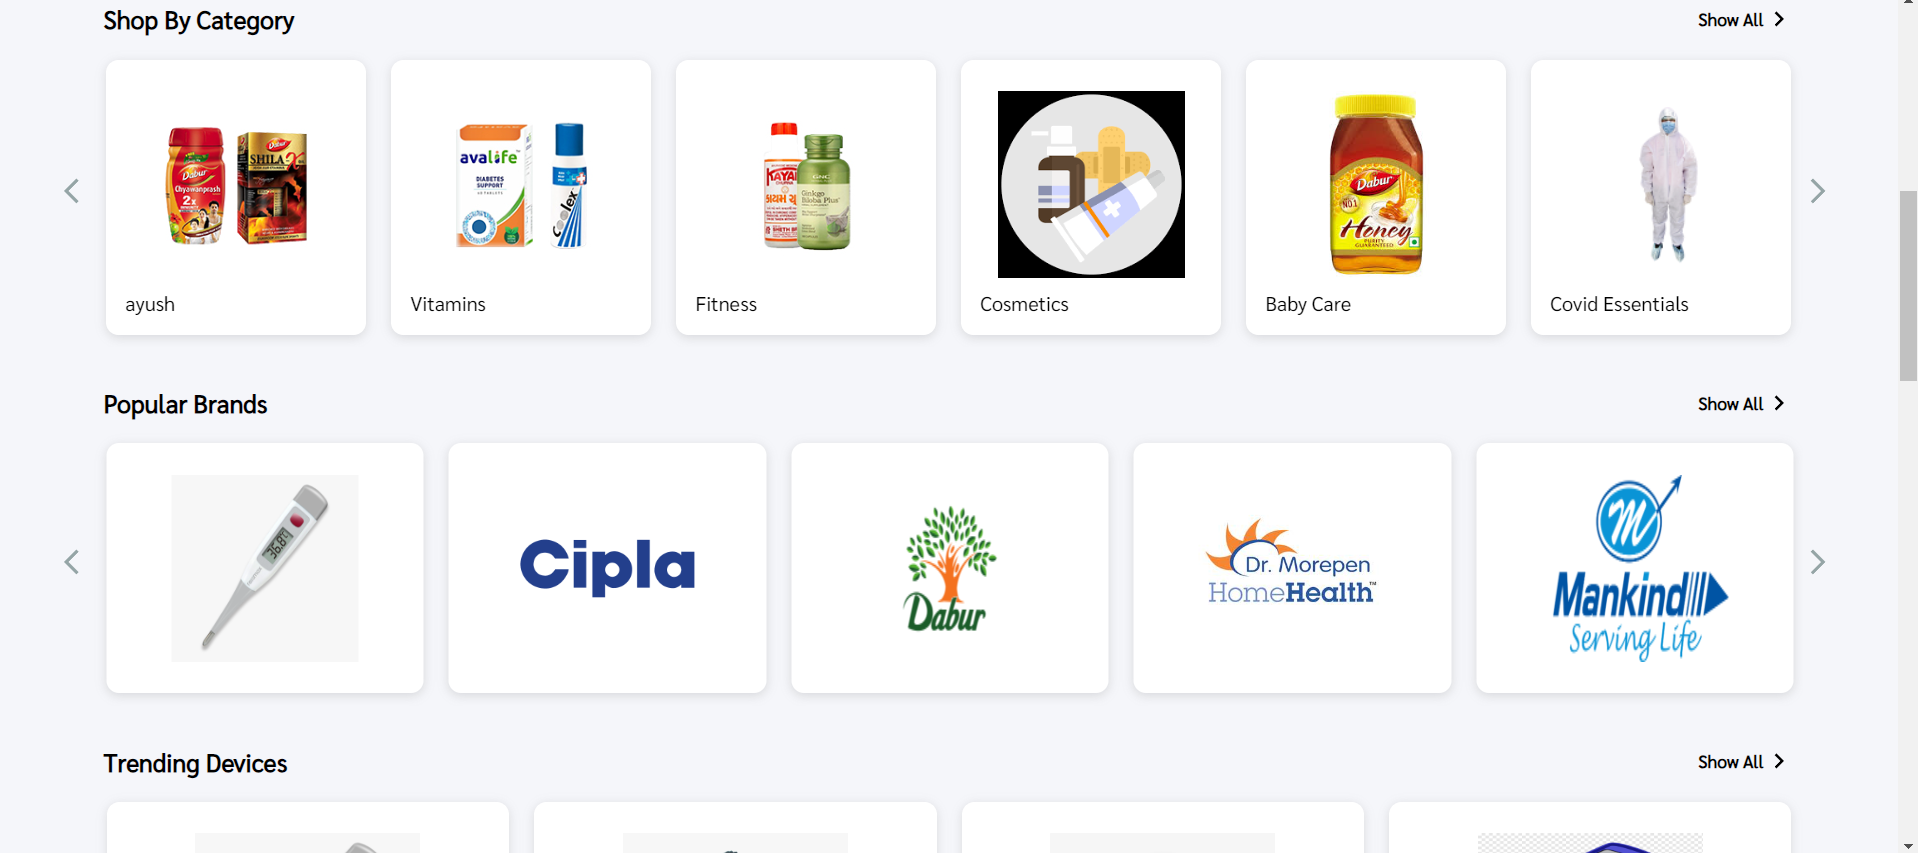 Shop By Category
Show All
Dabur
Chyawanprash
2x
Dabur
SHILA
avalife
DIABETES
SUPPORT
Coolex
GNC
Ginkgo
Biloba Plus
Dabur
NO.1
Honey
PURITY
GUARANTEED
ayush
Vitamins
Fitness
Cosmetics
Baby Care
Covid Essentials
Popular Brands
Show All
36.8°C
Cipla
Dabur
Dr. Morepen
HomeHealth™
Mankind
Serving Life
Trending Devices
Show All